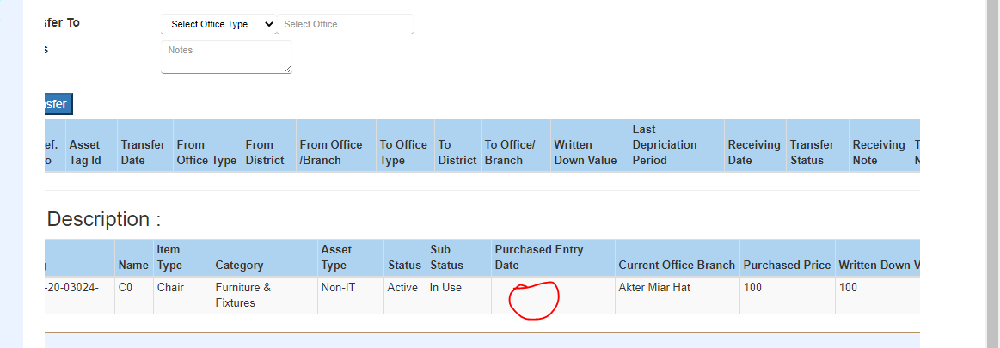 sfer To Select Office Type Select Office
s Notes
nsfer
ef. Asset Transfer From From From Office To Office To To Office/ Written Last Depriciation Period Receiving Transfer Receiving
o Tag Id Date Office Type District /Branch Type District Branch Down Value Date Status Note
Description :
Name Item Type Category Asset Type Status Sub Status Purchased Entry Date Current Office Branch Purchased Price Written Down V
-20-03024- C0 Chair Furniture & Fixtures Non-IT Active In Use Akter Miar Hat 100 100